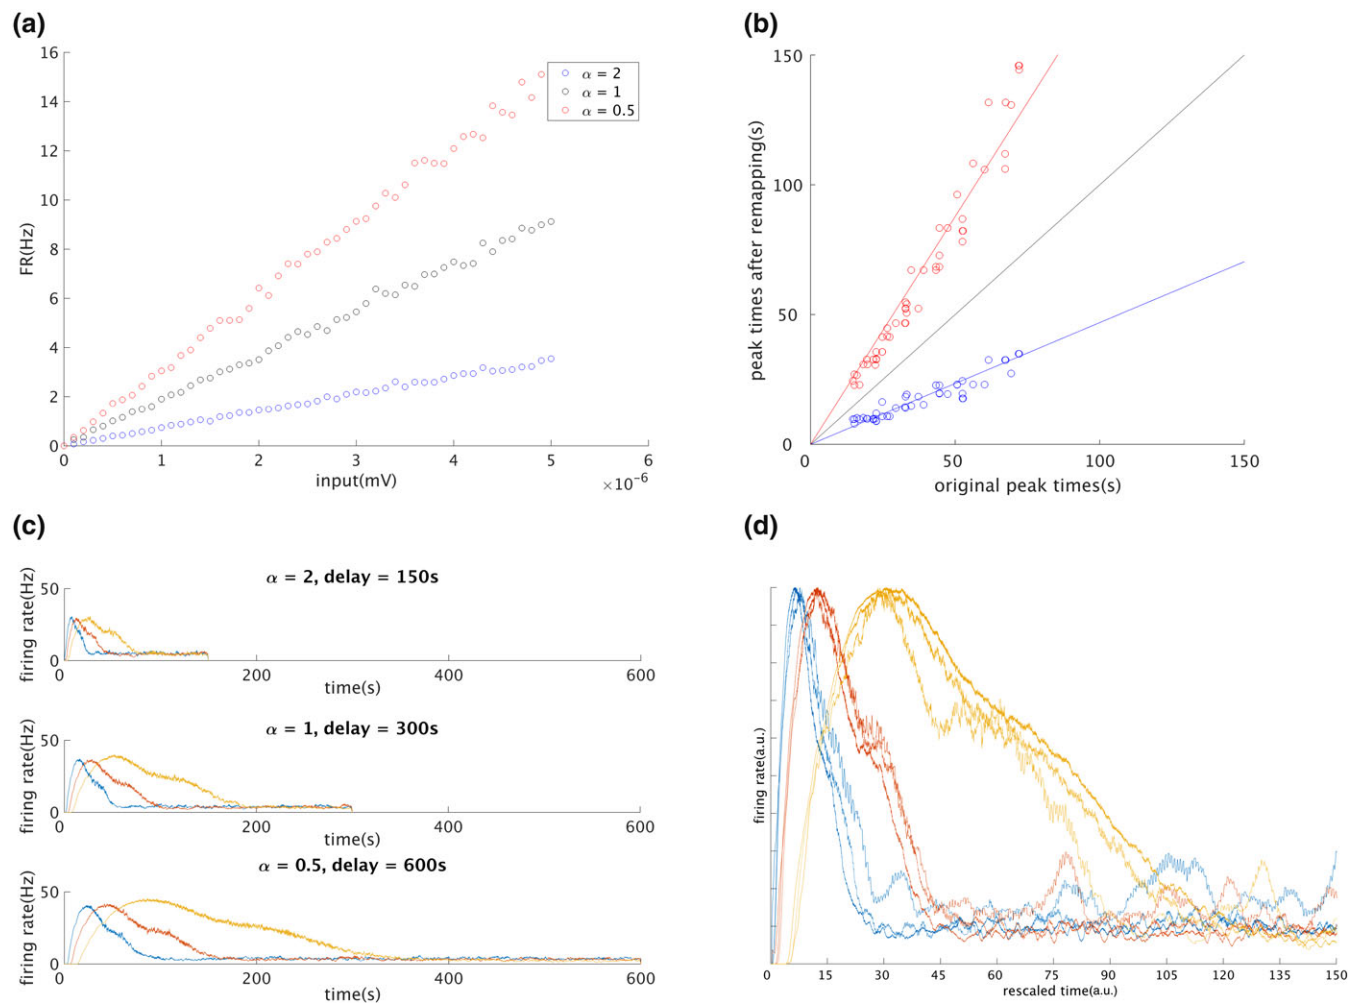 (a)
16
14
12
10
8
6
4
2
0
FR(Hz)
α = 2
α = 1
α = 0.5
0 1 2 3 4 5 6
input(mV)
×10⁻⁶
(b)
150
100
50
0
peak times after remapping(s)
50 100 150
original peak times(s)
(c)
α = 2, delay = 150s
50
0
firing rate(Hz)
0 200 400 600
time(s)
α = 1, delay = 300s
50
0
firing rate(Hz)
0 200 400 600
time(s)
α = 0.5, delay = 600s
50
0
firing rate(Hz)
0 200 400 600
time(s)
(d)
firing rate(a.u.)
0 15 30 45 60 75 90 105 120 135 150
rescaled time(a.u.)